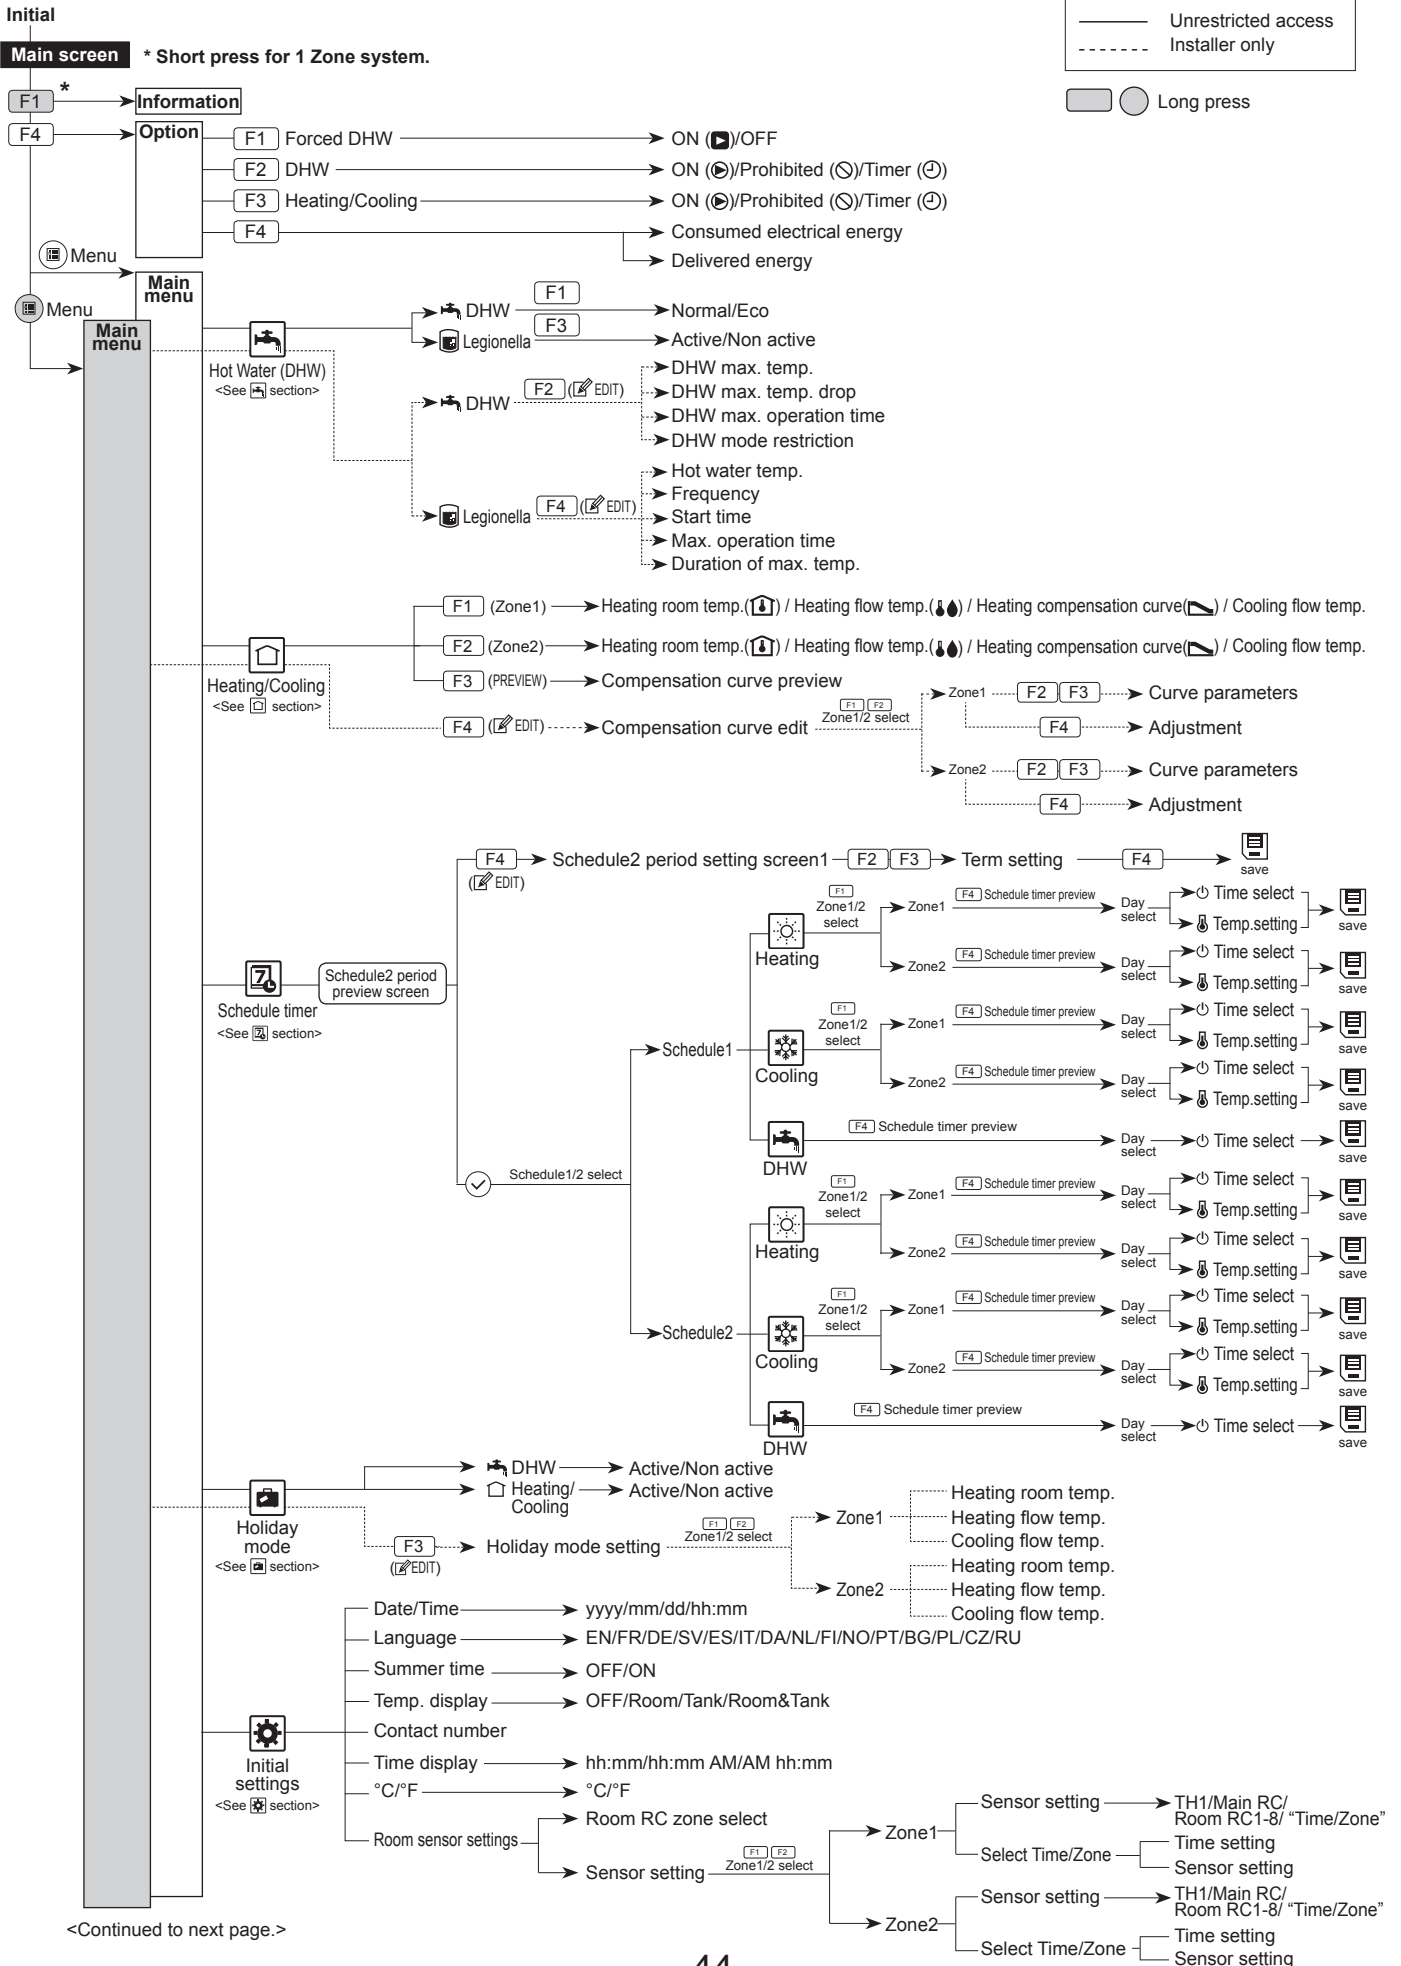 Initial
Unrestricted access
Installer only
Long press
Main screen * Short press for 1 Zone system.
F1 * Information
F4 Option
F1 Forced DHW ON ( )/OFF
F2 DHW ON ( )/Prohibited ( )/Timer ( )
F3 Heating/Cooling ON ( )/Prohibited ( )/Timer ( )
F4 Consumed electrical energy
Delivered energy
Menu
Main
menu
Menu
Main
menu
Hot Water (DHW)
<See section>
DHW F1 Normal/Eco
Legionella F3 Active/Non active
DHW F2 ( EDIT)
DHW max. temp.
DHW max. temp. drop
DHW max. operation time
DHW mode restriction
Legionella F4 ( EDIT)
Hot water temp.
Frequency
Start time
Max. operation time
Duration of max. temp.
Heating/Cooling
<See section>
F1 (Zone1) Heating room temp.( ) / Heating flow temp.( ) / Heating compensation curve( ) / Cooling flow temp.
F2 (Zone2) Heating room temp.( ) / Heating flow temp.( ) / Heating compensation curve( ) / Cooling flow temp.
F3 (PREVIEW) Compensation curve preview
F4 ( EDIT) Compensation curve edit
F1 F2
Zone1/2 select
Zone1 F2 F3 Curve parameters
F4 Adjustment
Zone2 F2 F3 Curve parameters
F4 Adjustment
7
Schedule timer
<See 7 section>
Schedule2 period
preview screen
F4 Schedule2 period setting screen1 F2 F3 Term setting F4 save
( EDIT)
Schedule1/2 select
Schedule1
Heating
F1
Zone1/2
select
Zone1 F4 Schedule timer preview Day
select
Time select
Temp.setting
save
Zone2 F4 Schedule timer preview Day
select
Time select
Temp.setting
save
Cooling
F1
Zone1/2
select
Zone1 F4 Schedule timer preview Day
select
Time select
Temp.setting
save
Zone2 F4 Schedule timer preview Day
select
Time select
Temp.setting
save
DHW
F4 Schedule timer preview Day
select
Time select
save
Schedule2
Heating
F1
Zone1/2
select
Zone1 F4 Schedule timer preview Day
select
Time select
Temp.setting
save
Zone2 F4 Schedule timer preview Day
select
Time select
Temp.setting
save
Cooling
F1
Zone1/2
select
Zone1 F4 Schedule timer preview Day
select
Time select
Temp.setting
save
Zone2 F4 Schedule timer preview Day
select
Time select
Temp.setting
save
DHW
F4 Schedule timer preview Day
select
Time select
save
Holiday
mode
<See section>
DHW Active/Non active
Heating/ Active/Non active
Cooling
F3 Holiday mode setting
( EDIT)
F1 F2
Zone1/2 select
Zone1
Heating room temp.
Heating flow temp.
Cooling flow temp.
Zone2
Heating room temp.
Heating flow temp.
Cooling flow temp.
Initial
settings
<See section>
Date/Time yyyy/mm/dd/hh:mm
Language EN/FR/DE/SV/ES/IT/DA/NL/FI/NO/PT/BG/PL/CZ/RU
Summer time OFF/ON
Temp. display OFF/Room/Tank/Room&Tank
Contact number
Time display hh:mm/hh:mm AM/AM hh:mm
°C/°F °C/°F
Room sensor settings
Room RC zone select
Sensor setting
F1 F2
Zone1/2 select
Zone1
Sensor setting TH1/Main RC/
Room RC1-8/ “Time/Zone”
Select Time/Zone
Time setting
Sensor setting
Zone2
Sensor setting TH1/Main RC/
Room RC1-8/ “Time/Zone”
Select Time/Zone
Time setting
Sensor setting
<Continued to next page.>
44